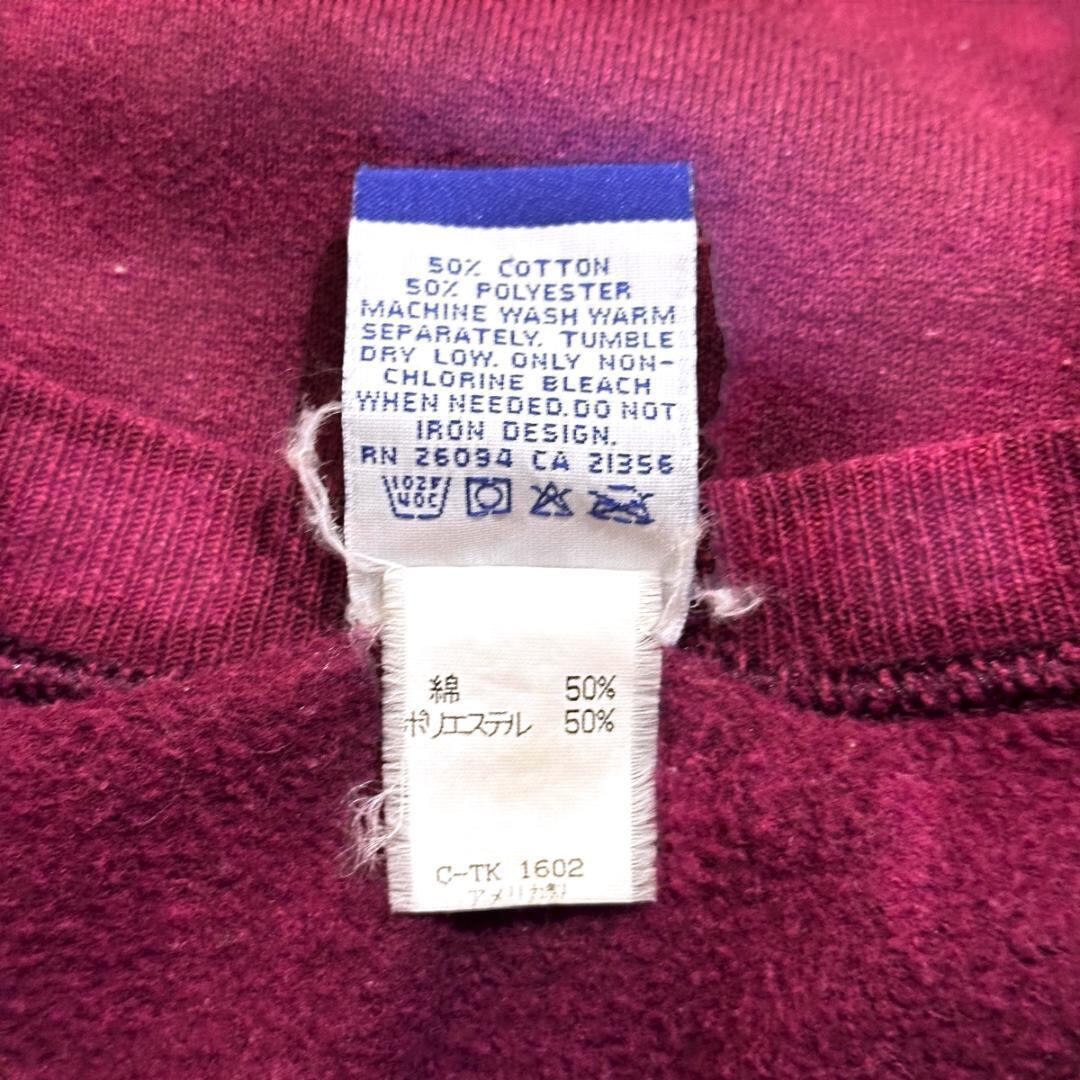 50% COTTON
50% POLYESTER
MACHINE WASH WARM
SEPARATELY. TUMBLE
DRY LOW. ONLY NON-
CHLORINE BLEACH
WHEN NEEDED. DO NOT
IRON DESIGN.
RN 26094 CA 21356
102F
40C
綿 50%
ポリエステル 50%
C-TK 1602
アメリカ製